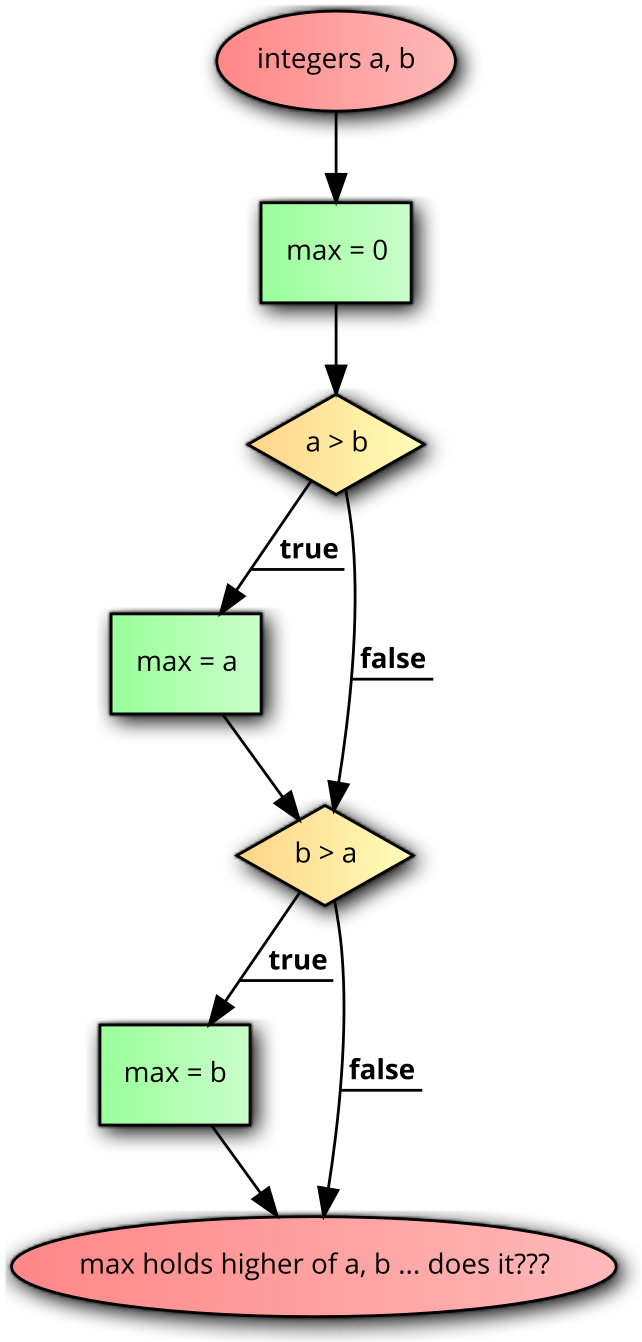 integers a, b
max = 0
a > b
true
max = a
false
b > a
true
max = b
false
max holds higher of a, b ... does it???